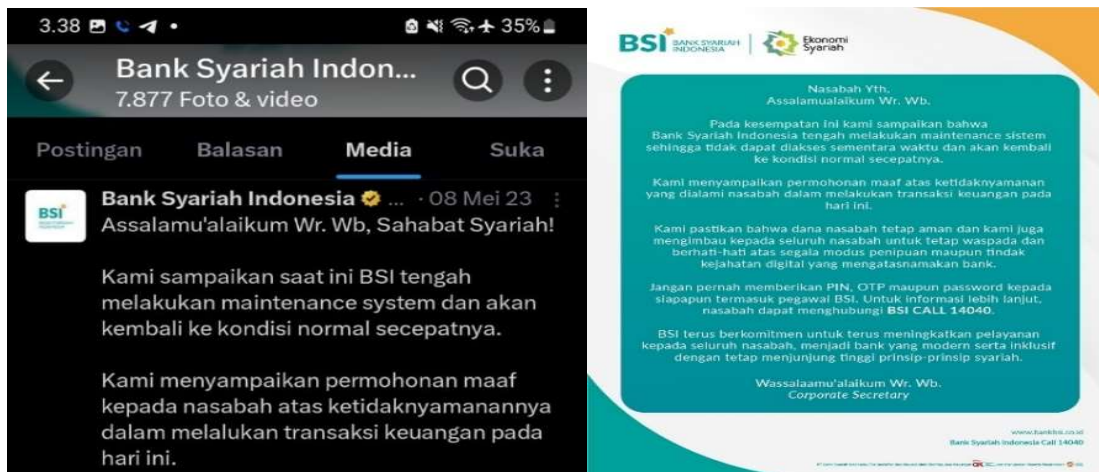 3.38
35%
Bank Syariah Indon...
7.877 Foto & video
Postingan Balasan Media Suka
BSI
Bank Syariah Indonesia ... · 08 Mei 23
Assalamu'alaikum Wr. Wb, Sahabat Syariah!
Kami sampaikan saat ini BSI tengah
melakukan maintenance system dan akan
kembali ke kondisi normal secepatnya.
Kami menyampaikan permohonan maaf
kepada nasabah atas ketidaknyamanannya
dalam melalukan transaksi keuangan pada
hari ini.
BSI BANK SYARIAH
INDONESIA
Ekonomi
Syariah
Nasabah Yth,
Assalamualaikum Wr. Wb.
Pada kesempatan ini kami sampaikan bahwa
Bank Syariah Indonesia tengah melakukan maintenance sistem
sehingga tidak dapat diakses sementara waktu dan akan kembali
ke kondisi normal secepatnya.
Kami menyampaikan permohonan maaf atas ketidaknyamanan
yang dialami nasabah dalam melakukan transaksi keuangan pada
hari ini.
Kami pastikan bahwa dana nasabah tetap aman dan kami juga
mengimbau kepada seluruh nasabah untuk tetap waspada dan
berhati-hati atas segala modus penipuan maupun tindak
kejahatan digital yang mengatasnamakan bank.
Jangan pernah memberikan PIN, OTP maupun password kepada
siapapun termasuk pegawai BSI. Untuk informasi lebih lanjut,
nasabah dapat menghubungi BSI CALL 14040.
BSI terus berkomitmen untuk terus meningkatkan pelayanan
kepada seluruh nasabah, menjadi bank yang modern serta inklusif
dengan tetap menjunjung tinggi prinsip-prinsip syariah.
Wassalaamu'alaikum Wr. Wb.
Corporate Secretary
www.bankbsi.co.id
Bank Syariah Indonesia Call 14040